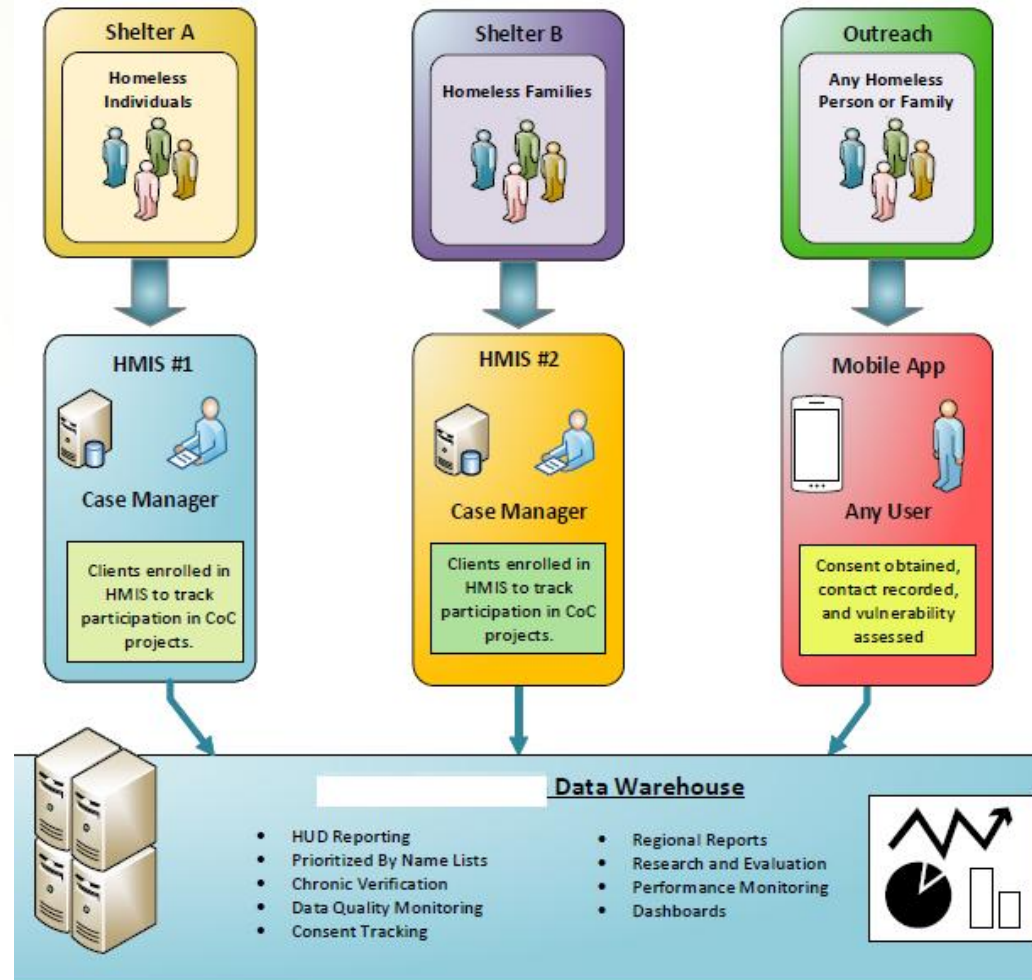 Shelter A
Homeless
Individuals
Shelter B
Homeless Families
Outreach
Any Homeless
Person or Family
HMIS #1
Case Manager
Clients enrolled in
HMIS to track
participation in CoC
projects.
HMIS #2
Case Manager
Clients enrolled in
HMIS to track
participation in CoC
projects.
Mobile App
Any User
Consent obtained,
contact recorded,
and vulnerability
assessed
Data Warehouse
• HUD Reporting
• Prioritized By Name Lists
• Chronic Verification
• Data Quality Monitoring
• Consent Tracking
• Regional Reports
• Research and Evaluation
• Performance Monitoring
• Dashboards